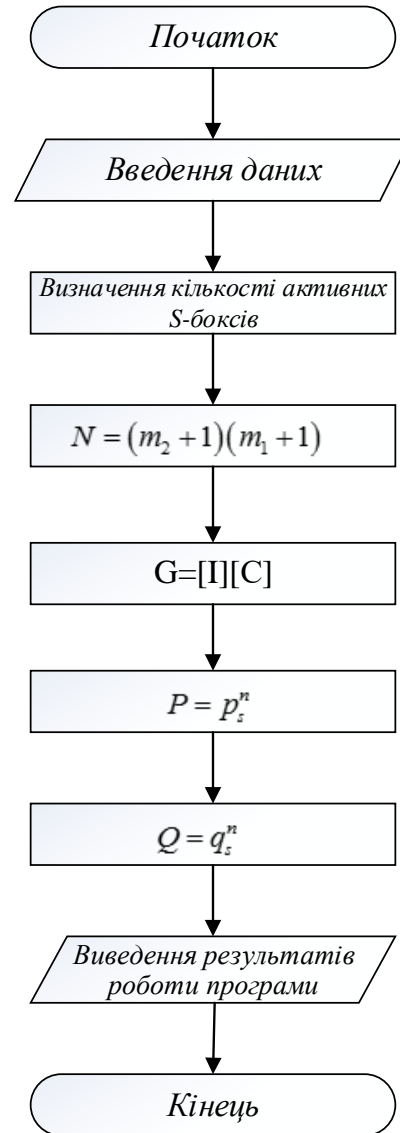 Початок
Введення даних
Визначення кількості активних
S-боксів
N = (m₂ + 1)(m₁ + 1)
G=[I][C]
P = pₛⁿ
Q = qₛⁿ
Виведення результатів
роботи програми
Кінець